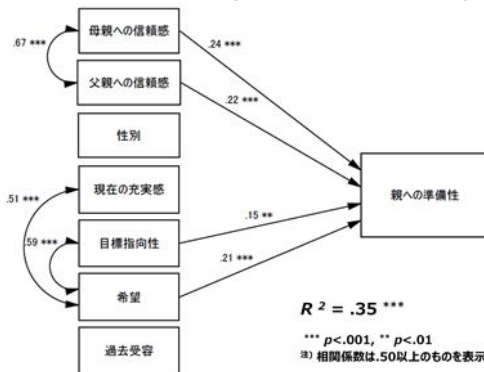 母親への信頼感
.67 ***
.24 ***
父親への信頼感
.22 ***
性別
親への準備性
現在の充実感
.51 ***
目標指向性
.15 **
.59 ***
.21 ***
希望
R ² = .35 ***
過去受容
*** p<.001, ** p<.01
注) 相関係数は.50以上のものを表示